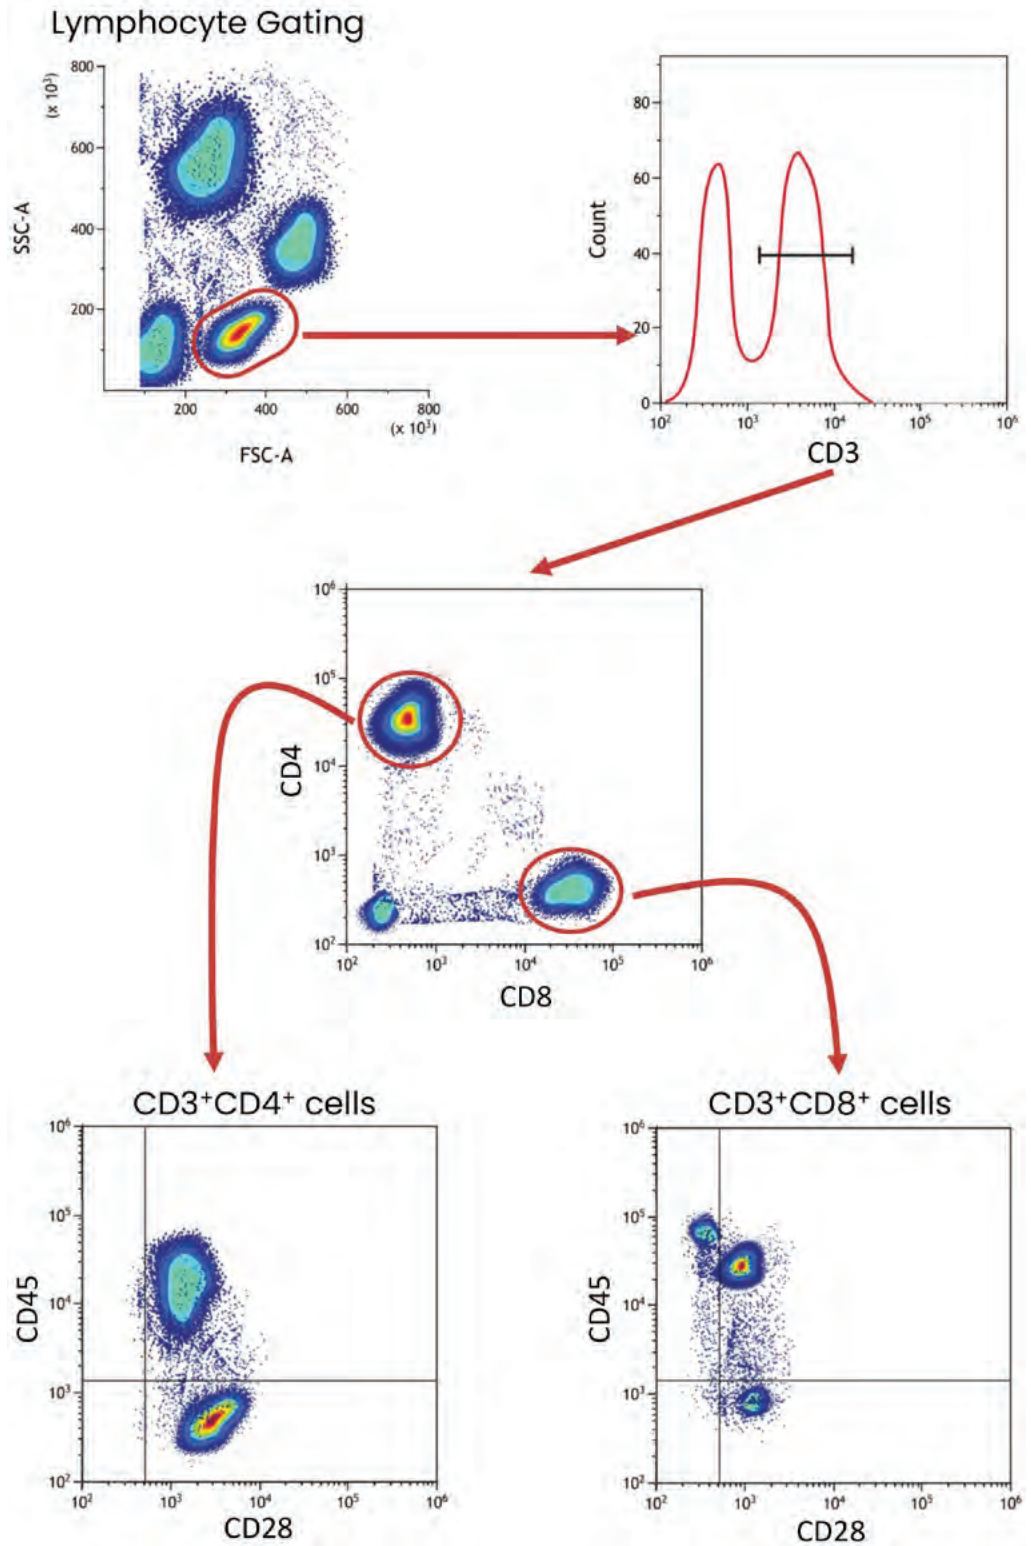 Lymphocyte Gating
(x 10³)
800
600
400
200
SSC-A
200 400 600 800
(x 10³)
FSC-A
80
60
40
20
0
Count
10² 10³ 10⁴ 10⁵ 10⁶
CD3
10⁶
10⁵
10⁴
10³
10²
CD4
10² 10³ 10⁴ 10⁵ 10⁶
CD8
CD3⁺CD4⁺ cells
10⁶
10⁵
10⁴
10³
10²
CD45
10² 10³ 10⁴ 10⁵ 10⁶
CD28
CD3⁺CD8⁺ cells
10⁶
10⁵
10⁴
10³
10²
CD45
10² 10³ 10⁴ 10⁵ 10⁶
CD28